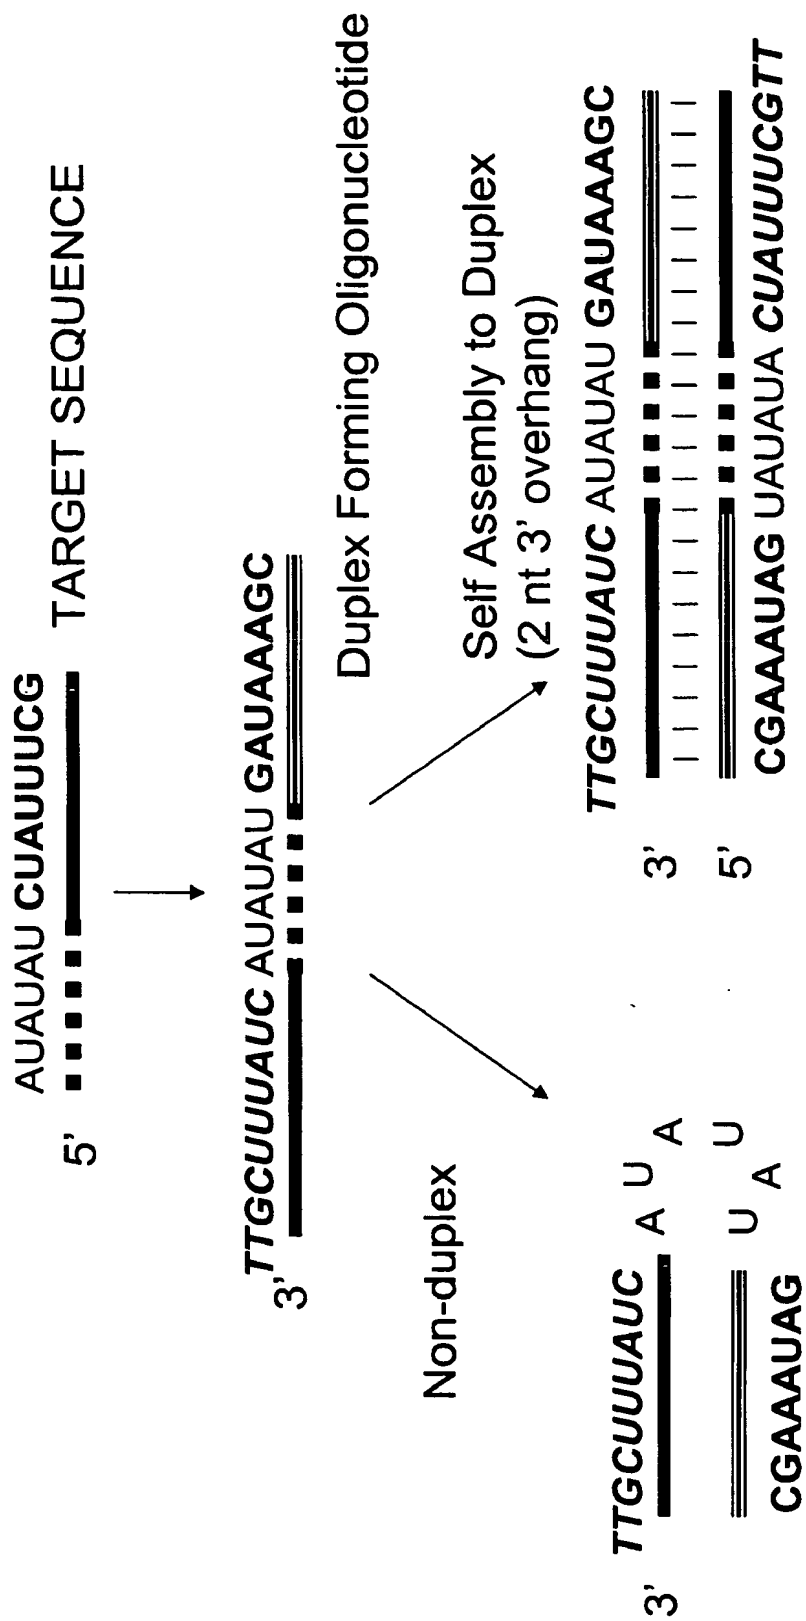 AUAUAU CUAUUUCG
5' TARGET SEQUENCE
TTGCUUUAUC AUAUAU GAUAAAGC
3'
Duplex Forming Oligonucleotide
Non-duplex
Self Assembly to Duplex
(2 nt 3' overhang)
TTGCUUUAUC
3'
A U A
U A U
CGAAAUAG
TTGCUUUAUC AUAUAU GAUAAAGC
3'
5'
CGAAAUAG UAUAUA CUAUUUCGTT